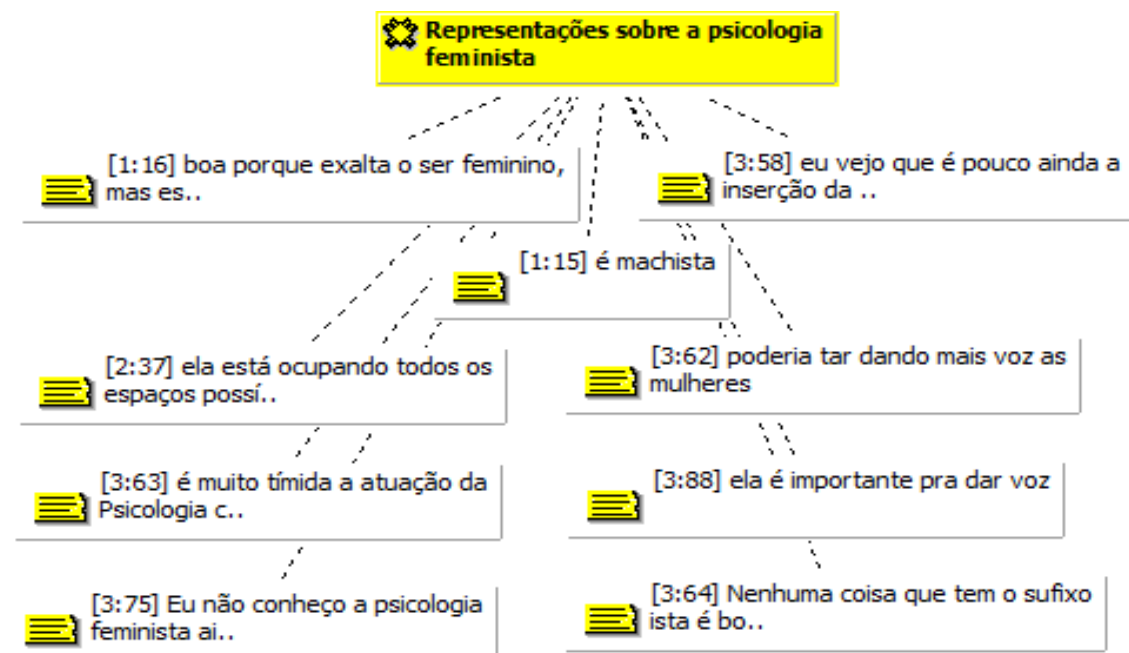 Representações sobre a psicologia
feminista
[1:16] boa porque exalta o ser feminino,
mas es..
[3:58] eu vejo que é pouco ainda a
inserção da ..
[1:15] é machista
[2:37] ela está ocupando todos os
espaços possí..
[3:62] poderia tar dando mais voz as
mulheres
[3:63] é muito tímida a atuação da
Psicologia c..
[3:88] ela é importante pra dar voz
[3:75] Eu não conheço a psicologia
feminista ai..
[3:64] Nenhuma coisa que tem o sufixo
ista é bo..